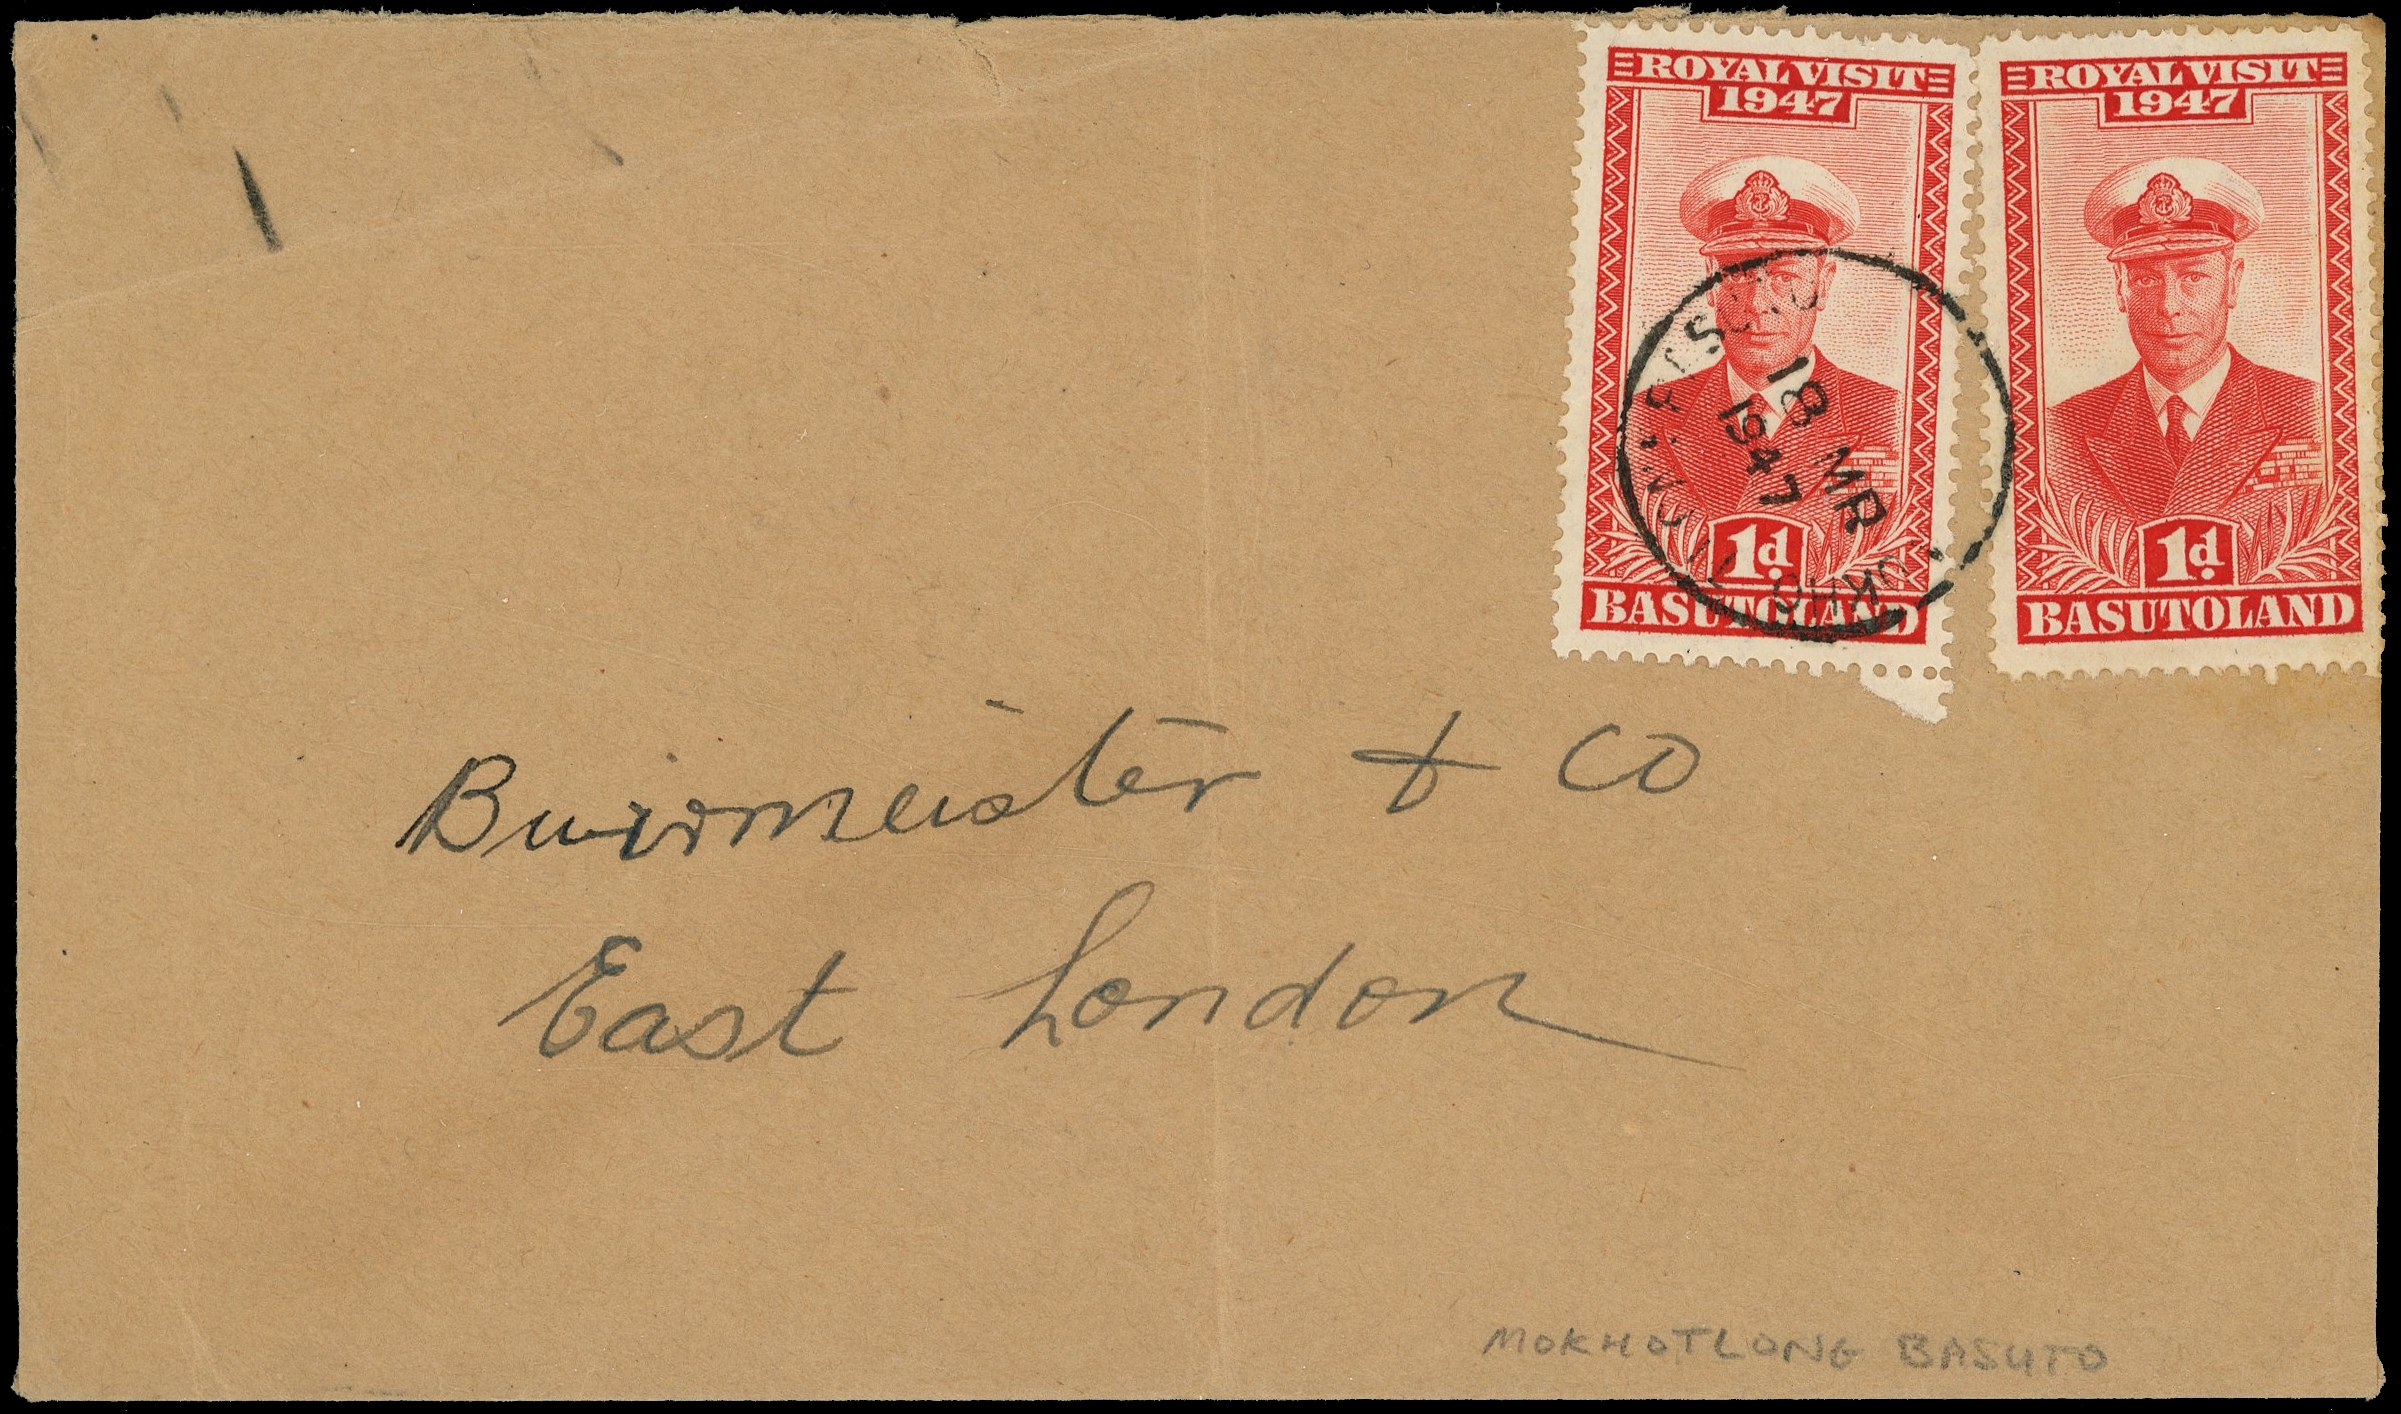 ROYAL VISIT
1947
1d
BASUTOLAND
ROYAL VISIT
1947
1d
BASUTOLAND
18 MR
1947
Burmeister & CO
East London
MOKHOTLONG BASUTO